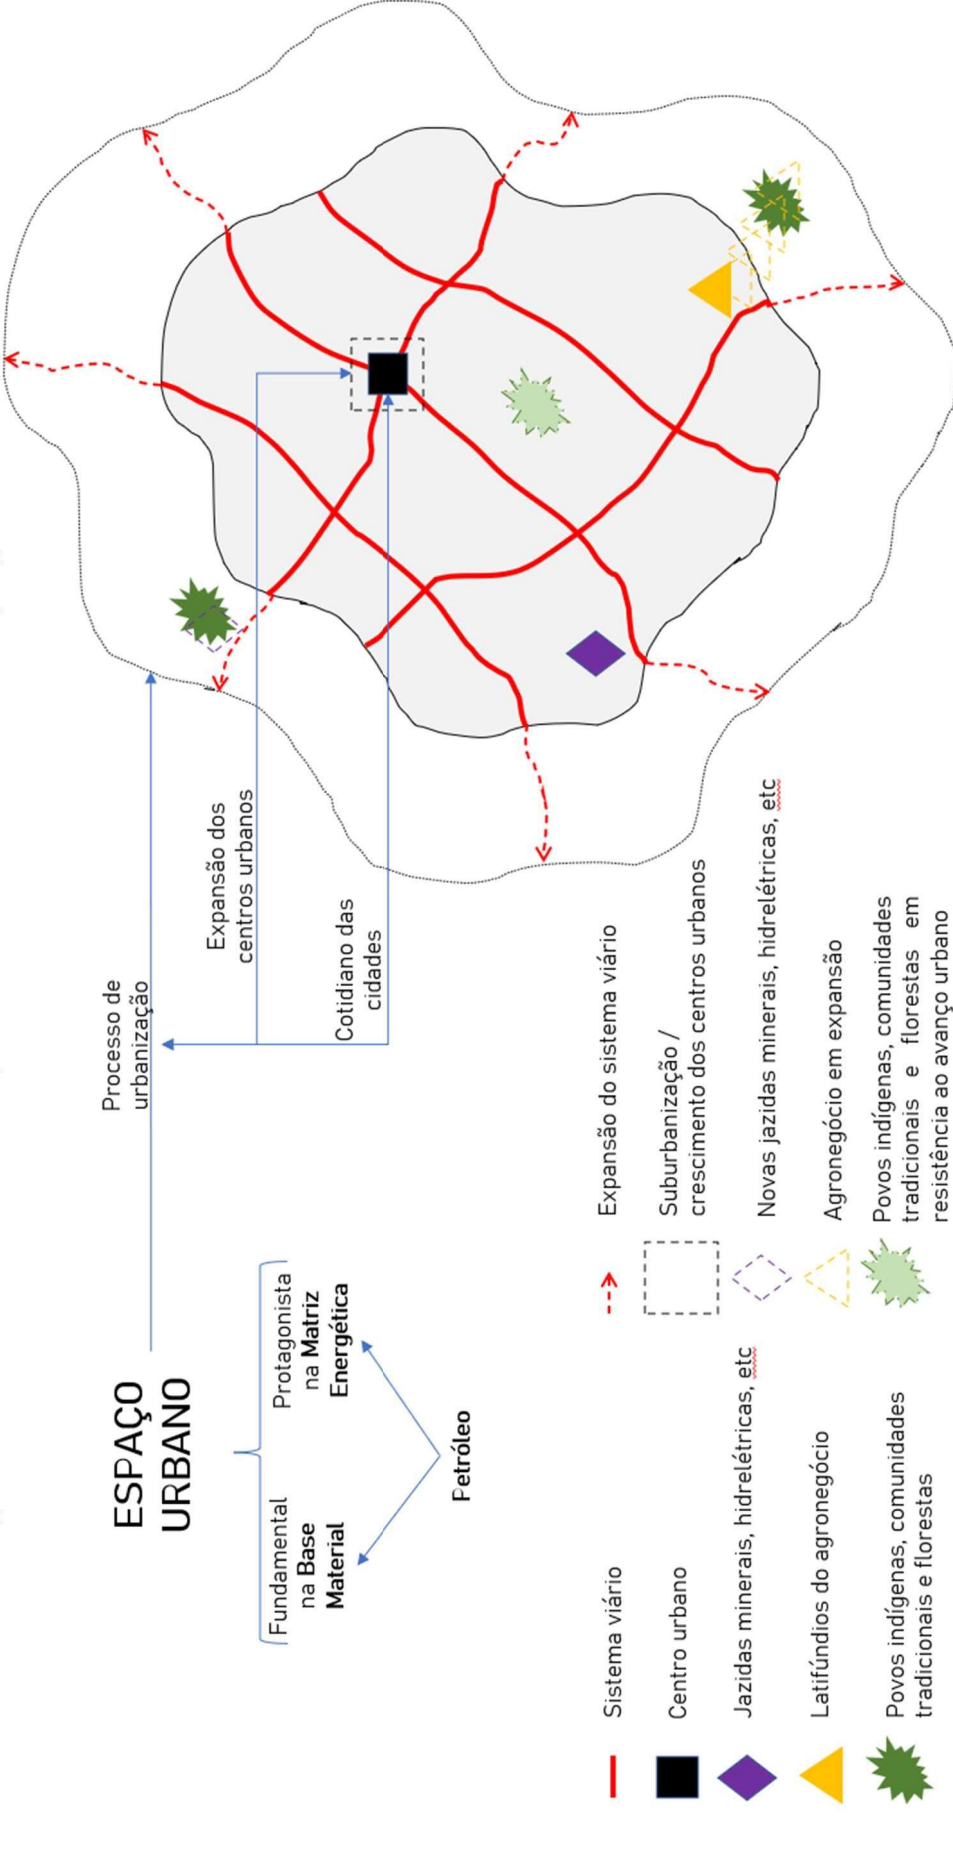 ESPAÇO
URBANO
Fundamental
na Base
Material
Protagonista
na Matriz
Energética
Petróleo
Processo de
urbanização
Expansão dos
centros urbanos
Cotidiano das
cidades
Sistema viário
Centro urbano
Jazidas minerais, hidrelétricas, etc
Latifúndios do agronegócio
Povos indígenas, comunidades
tradicionais e florestas
Expansão do sistema viário
Suburbanização /
crescimento dos centros urbanos
Novas jazidas minerais, hidrelétricas, etc
Agronegócio em expansão
Povos indígenas, comunidades
tradicionais e florestas em
resistência ao avanço urbano